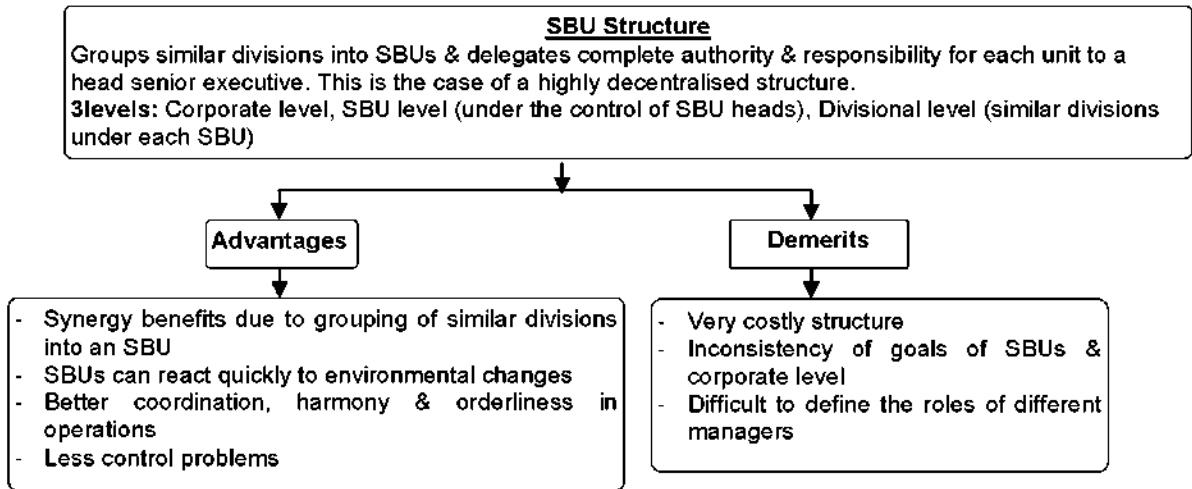 SBU Structure
Groups similar divisions into SBUs & delegates complete authority & responsibility for each unit to a
head senior executive. This is the case of a highly decentralised structure.
3levels: Corporate level, SBU level (under the control of SBU heads), Divisional level (similar divisions
under each SBU)
Advantages
- Synergy benefits due to grouping of similar divisions
into an SBU
- SBUs can react quickly to environmental changes
- Better coordination, harmony & orderliness in
operations
- Less control problems
Demerits
- Very costly structure
- Inconsistency of goals of SBUs &
corporate level
- Difficult to define the roles of different
managers